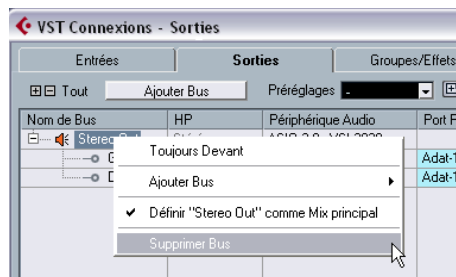 VST Connexions - Sorties
Entrées Sorties Groupes/Effets
Tout Ajouter Bus Préréglages -
Nom de Bus HP Périphérique Audio Port
Stereo Out
Toujours Devant
Adat-1
Ajouter Bus
Adat-1
✔ Définir "Stereo Out" comme Mix principal
Supprimer Bus